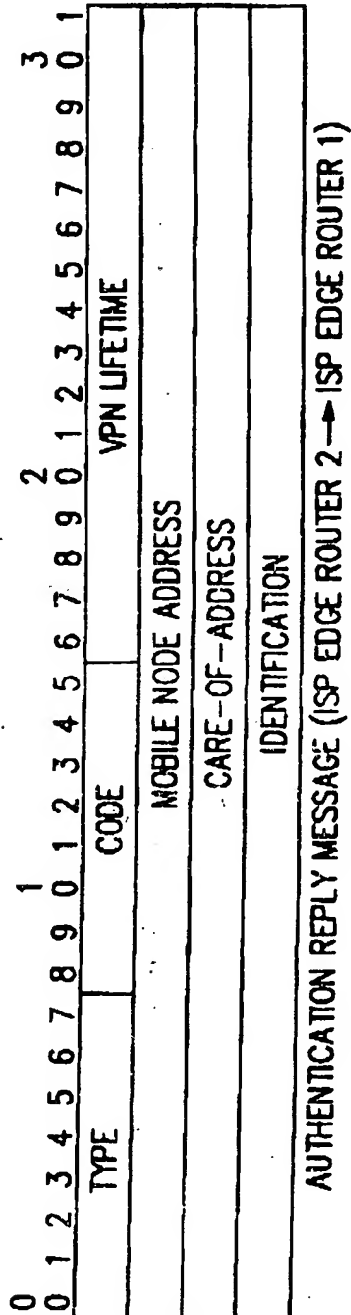 0 1 2 3
0 1 2 3 4 5 6 7 8 9 0 1 2 3 4 5 6 7 8 9 0 1 2 3 4 5 6 7 8 9 0 1
TYPE CODE VPN LIFETIME
MOBILE NODE ADDRESS
CARE-OF-ADDRESS
IDENTIFICATION
AUTHENTICATION REPLY MESSAGE (ISP EDGE ROUTER 2 → ISP EDGE ROUTER 1)